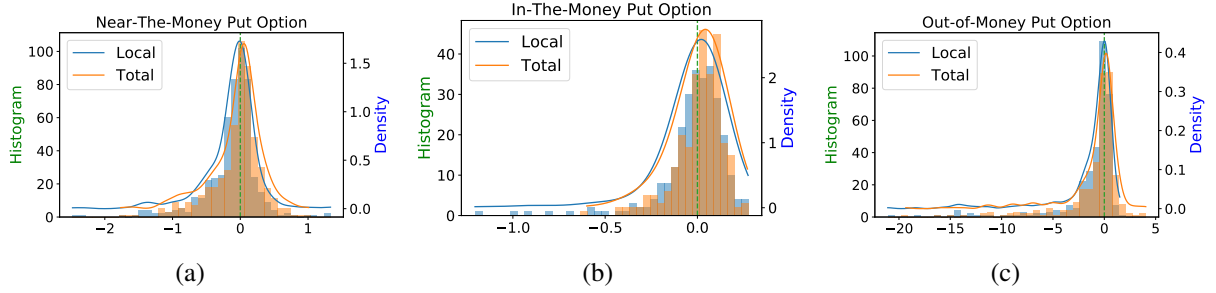 Near-The-Money Put Option
Histogram
100
80
60
40
20
0
Local
Total
1.5
1.0
0.5
0.0
Density
−2
−1
0
1
(a)
In-The-Money Put Option
Histogram
40
30
20
10
0
Local
Total
2
1
0
Density
−1.0
−0.5
0.0
(b)
Out-of-Money Put Option
Histogram
100
80
60
40
20
0
Local
Total
0.4
0.3
0.2
0.1
0.0
Density
−20
−15
−10
−5
0
5
(c)